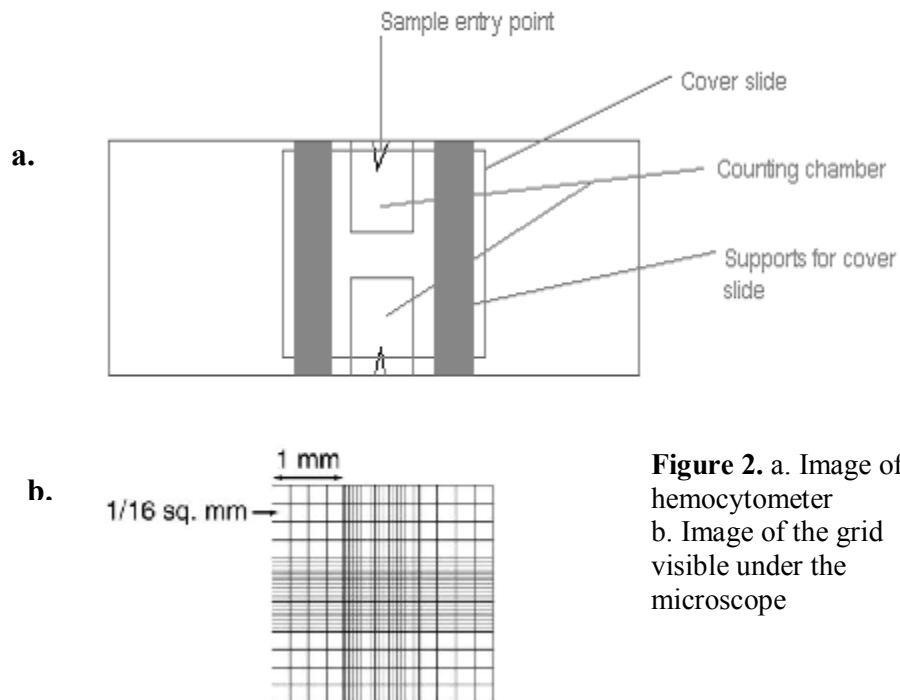 Sample entry point
Cover slide
a.
Counting chamber
Supports for cover
slide
1 mm
b.
1/16 sq. mm
Figure 2. a. Image of
hemocytometer
b. Image of the grid
visible under the
microscope